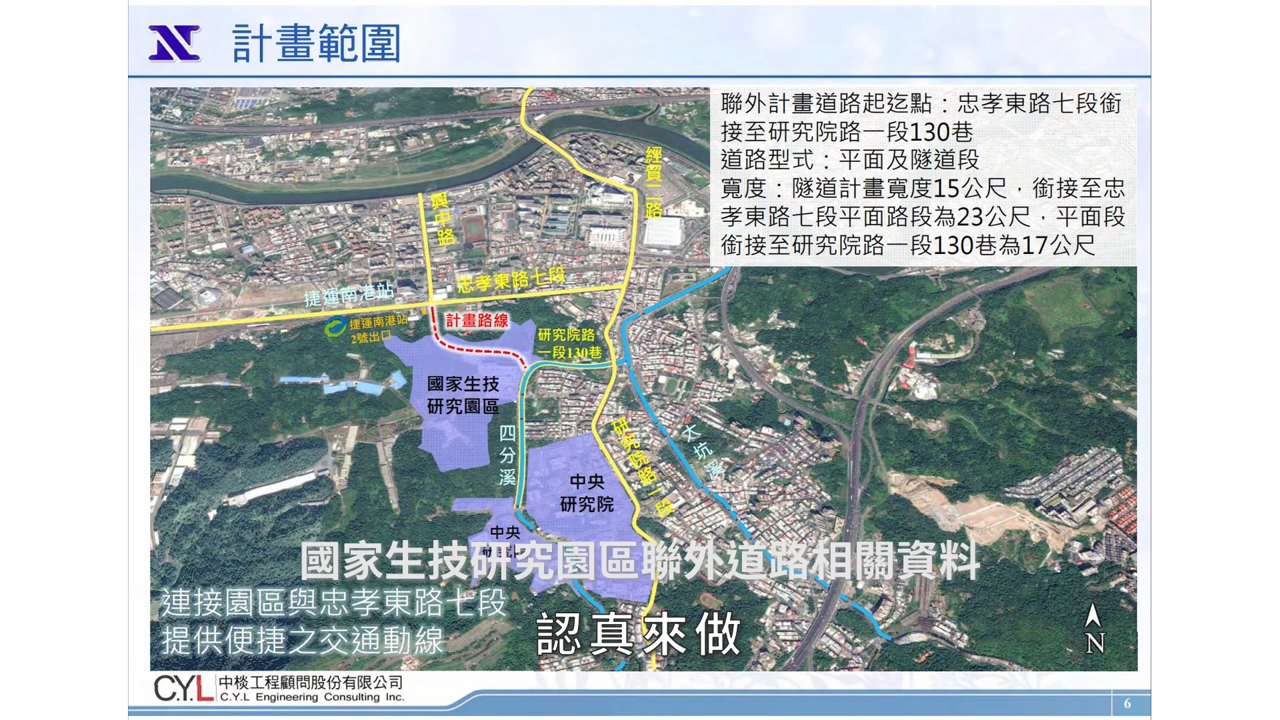 計畫範圍
聯外計畫道路起迄點：忠孝東路七段銜
接至研究院路一段130巷
道路型式：平面及隧道段
寬度：隧道計畫寬度15公尺，銜接至忠
孝東路七段平面路段為23公尺，平面段
銜接至研究院路一段130巷為17公尺
經貿二路
興中路
忠孝東路七段
捷運南港站
捷運南港站
2號出口
計畫路線
研究院路
一段130巷
國家生技
研究園區
四分溪
研究院路一段
大坑溪
中央
研究院
中央
國家生技研究園區聯外道路相關資料
連接園區與忠孝東路七段
提供便捷之交通動線
認真來做
N
C.Y.L 中棪工程顧問股份有限公司
C.Y.L Engineering Consulting Inc.
6